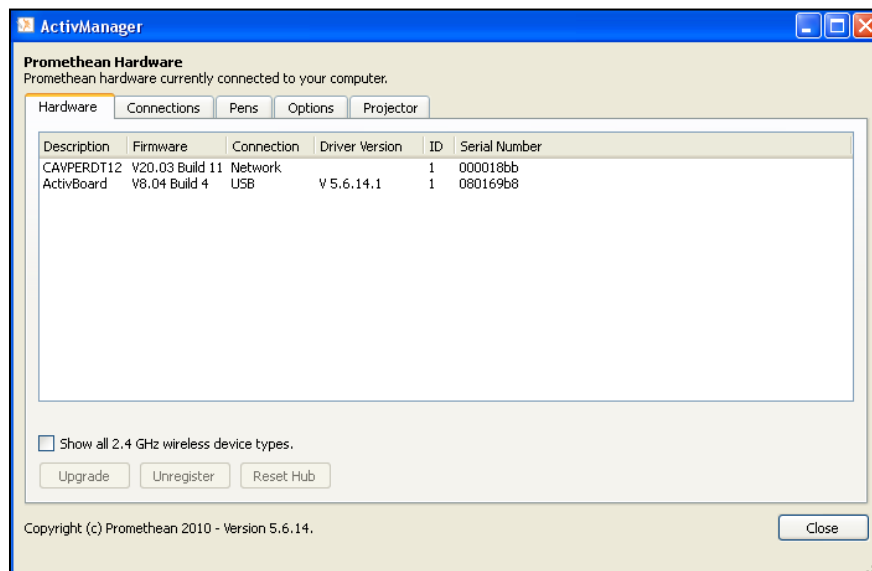 ActivManager
Promethean Hardware
Promethean hardware currently connected to your computer.
Hardware Connections Pens Options Projector
Description Firmware Connection Driver Version ID Serial Number
CAVPERDT12 V20.03 Build 11 Network 1 000018bb
ActivBoard V8.04 Build 4 USB V 5.6.14.1 1 080169b8
Show all 2.4 GHz wireless device types.
Upgrade Unregister Reset Hub
Copyright (c) Promethean 2010 - Version 5.6.14. Close